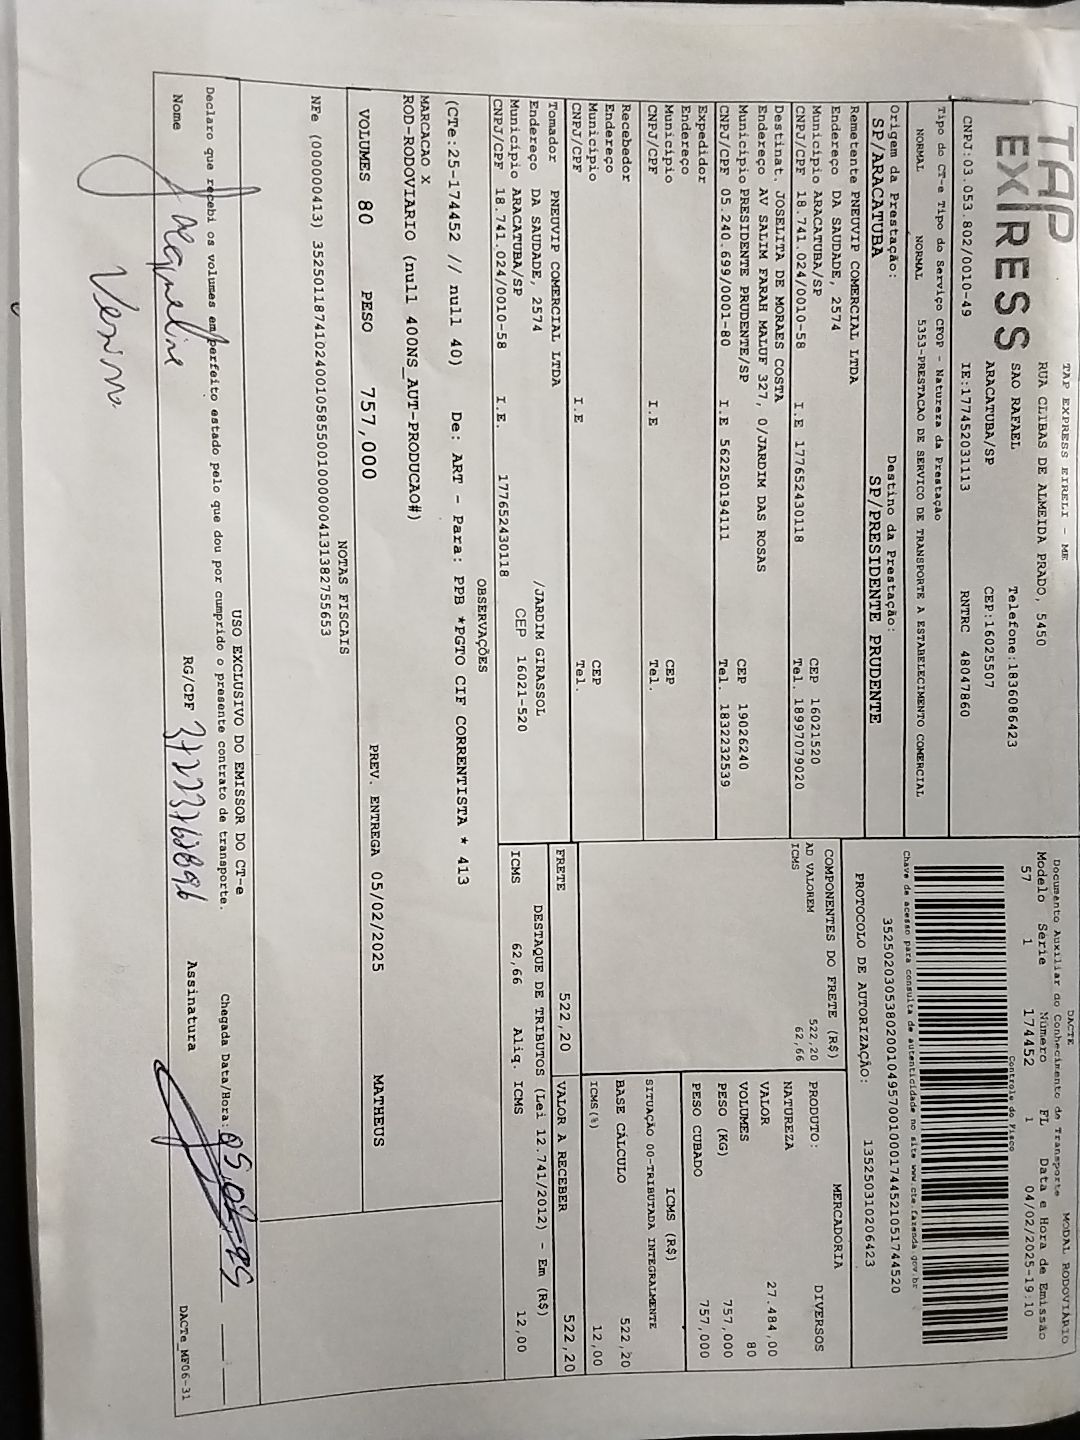 TAP
EXPRESS
TAP EXPRESS EIRELI - ME
RUA CLIBAS DE ALMEIDA PRADO, 5450
SAO RAFAEL Telefone:1836086423
ARACATUBA/SP CEP:16025507
CNPJ:03.053.802/0010-49 IE:177452031113 RNTRC 48047860
DACTE MODAL RODOVIÁRIO
Documento Auxiliar do Conhecimento de Transporte
Modelo Série Número FL Data e Hora de Emissão
57 1 174452 1 04/02/2025-19:10
Controle do Fisco
Tipo do CT-e Tipo do Serviço CFOP - Natureza da Prestação
NORMAL NORMAL 5353-PRESTACAO DE SERVICO DE TRANSPORTE A ESTABELECIMENTO COMERCIAL
Chave de acesso para consulta de autenticidade no site www.cte.fazenda.gov.br
35250203053802001049570010001744521051744520
PROTOCOLO DE AUTORIZAÇÃO: 135250310206423
Origem da Prestação: Destino da Prestação:
SP/ARACATUBA SP/PRESIDENTE PRUDENTE
Remetente PNEUVIP COMERCIAL LTDA
Endereço DA SAUDADE, 2574
Município ARACATUBA/SP CEP 16021520
CNPJ/CPF 18.741.024/0010-58 I.E 177652430118 Tel. 18997079020
Destinat. JOSELITA DE MORAES COSTA
Endereço AV SALIM FARAH MALUF 327, 0/JARDIM DAS ROSAS
Município PRESIDENTE PRUDENTE/SP CEP 19026240
CNPJ/CPF 05.240.699/0001-80 I.E 562250194111 Tel. 1832232539
Expedidor
Endereço
Município CEP
CNPJ/CPF I.E Tel.
Recebedor
Endereço
Município CEP
CNPJ/CPF I.E Tel.
Tomador PNEUVIP COMERCIAL LTDA
Endereço DA SAUDADE, 2574 /JARDIM GIRASSOL
Município ARACATUBA/SP CEP 16021-520
CNPJ/CPF 18.741.024/0010-58 I.E. 177652430118
COMPONENTES DO FRETE (R$)
AD VALOREM 522,20
ICMS 62,66
MERCADORIA
PRODUTO: DIVERSOS
NATUREZA
VALOR 27.484,00
VOLUMES 80
PESO (KG) 757,000
PESO CUBADO 757,000
ICMS (R$)
SITUAÇÃO 00-TRIBUTADA INTEGRALMENTE
BASE CÁLCULO 522,20
ICMS(%) 12,00
FRETE 522,20 VALOR A RECEBER 522,20
DESTAQUE DE TRIBUTOS (Lei 12.741/2012) - Em (R$)
ICMS 62,66 Aliq. ICMS 12,00
OBSERVAÇÕES
(CTe:25-174452 // null 40) De: ART - Para: PPB *PGTO CIF CORRENTISTA * 413
MARCACAO X
ROD-RODOVIARIO (null 400NS_AUT-PRODUCAO#)
VOLUMES 80 PESO 757,000 PREV. ENTREGA 05/02/2025 MATHEUS
NOTAS FISCAIS
NFe (000000413) 35250118741024001058550010000004131382755653
USO EXCLUSIVO DO EMISSOR DO CT-e
Declaro que recebi os volumes em perfeito estado pelo que dou por cumprido o presente contrato de transporte. Chegada Data/Hora:
Nome Jaqueline RG/CPF Assinatura
DACTe_MF06-31